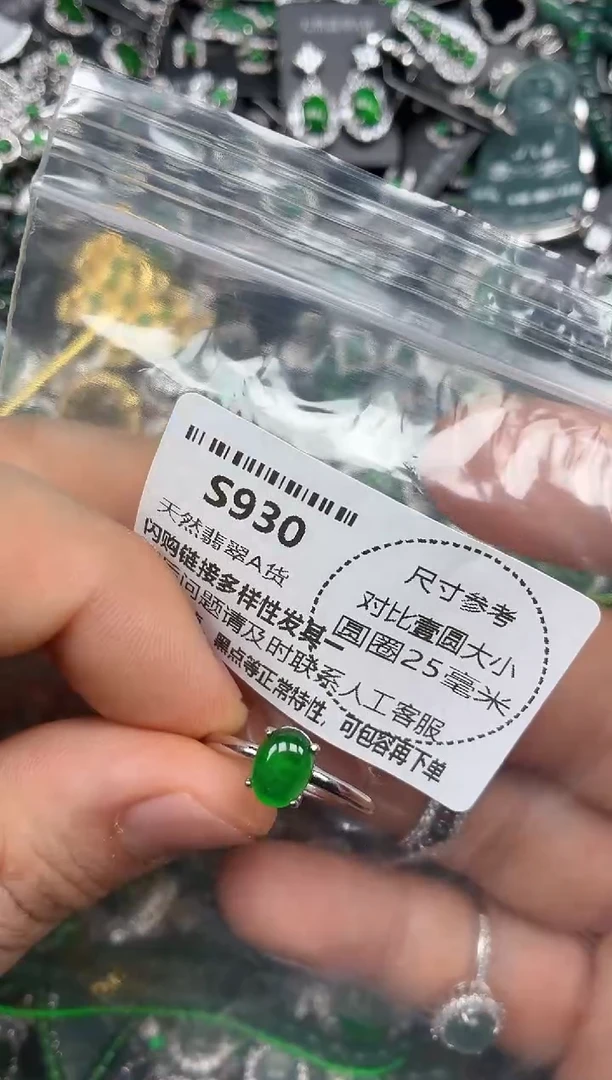 S930
天然翡翠A货
闪购链接多样性发其一
问题请及时联系人工客服
黑点等正常特性，可包容再下单
尺寸参考
对比壹圆大小
圆圈25毫米